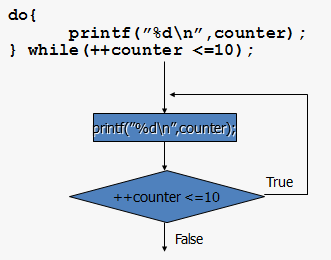 do{
printf("%d\n",counter);
} while(++counter <=10);
printf("%d\n",counter);
True
++counter <=10
False